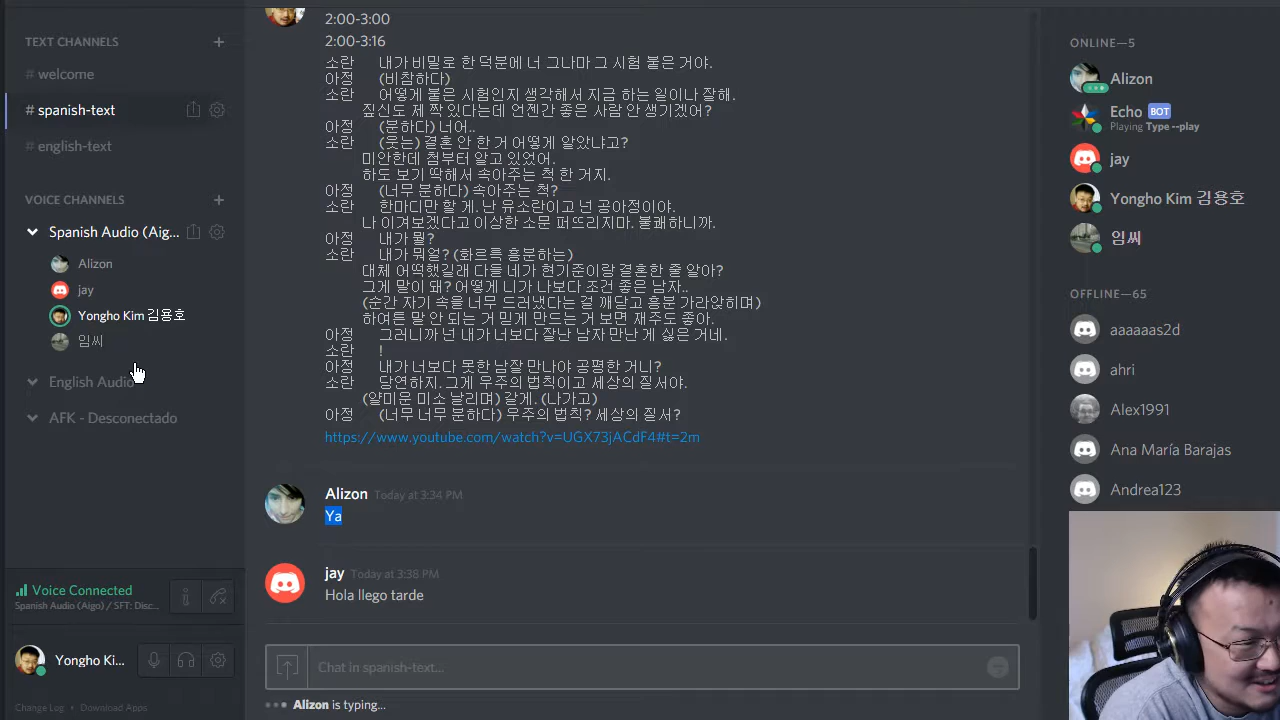 TEXT CHANNELS
# welcome
# spanish-text
# english-text
VOICE CHANNELS
Spanish Audio (Aig...
Alizon
jay
Yongho Kim 김용호
임씨
English Audio
AFK - Desconectado
Voice Connected
Spanish Audio (Aigo) / SFT: Disc...
Yongho Ki...
Change Log • Download Apps
2:00-3:00
2:00-3:16
소란 내가 비밀로 한 덕분에 너 그나마 그 시험 붙은 거야.
아정 (비참하다)
소란 어떻게 붙은 시험인지 생각해서 지금 하는 일이나 잘해.
짚신도 제 짝 있다는데 언젠간 좋은 사람 안 생기겠어?
아정 (분하다) 너어..
소란 (웃는) 결혼 안 한 거 어떻게 알았냐고?
미안한데 첨부터 알고 있었어.
하도 보기 딱해서 속아주는 척 한 거지.
아정 (너무 분하다) 속아주는 척?
소란 한마디만 할 게. 난 유소란이고 넌 공아정이야.
나 이겨보겠다고 이상한 소문 퍼뜨리지마. 불쾌하니까.
아정 내가 뭘?
소란 내가 뭐얼? (화르륵 흥분하는)
대체 어떡했길래 다들 네가 현기준이랑 결혼한 줄 알아?
그게 말이 돼? 어떻게 니가 나보다 조건 좋은 남자..
(순간 자기 속을 너무 드러냈다는 걸 깨닫고 흥분 가라앉히며)
하여튼 말 안 되는 거 믿게 만드는 거 보면 재주도 좋아.
아정 그러니까 넌 내가 너보다 잘난 남자 만난 게 싫은 거네.
소란 !
아정 내가 너보다 못한 남잘 만나야 공평한 거니?
소란 당연하지. 그게 우주의 법칙이고 세상의 질서야.
(얄미운 미소 날리며) 갈게. (나가고)
아정 (너무 너무 분하다) 우주의 법칙? 세상의 질서?
https://www.youtube.com/watch?v=UGX73jACdF4#t=2m
Alizon Today at 3:34 PM
Ya
jay Today at 3:38 PM
Hola llego tarde
Chat in spanish-text...
Alizon is typing...
ONLINE—5
Alizon
Echo BOT
Playing Type --play
jay
Yongho Kim 김용호
임씨
OFFLINE—65
aaaaaas2d
ahri
Alex1991
Ana María Barajas
Andrea123